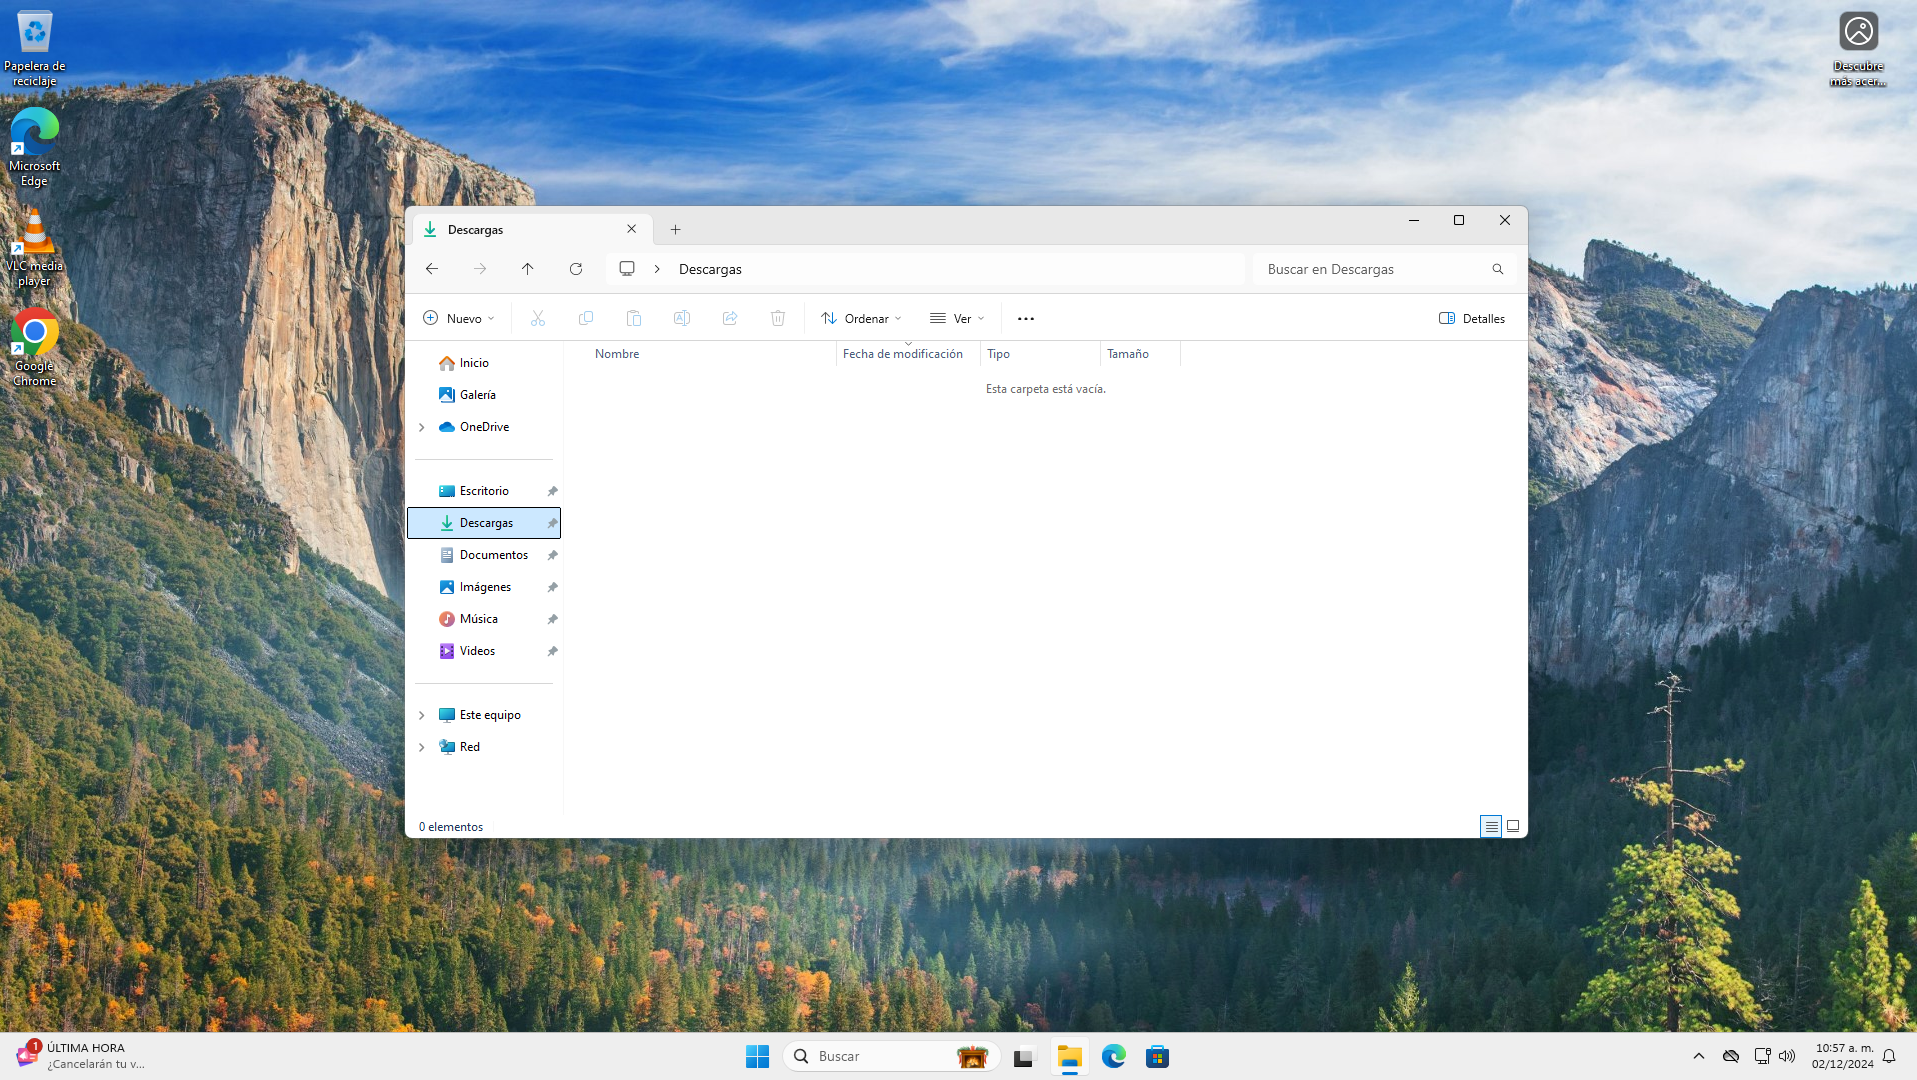 Papelera de
reciclaje
Microsoft
Edge
VLC media
player
Google
Chrome
Descubre
más acer...
Descargas
Descargas
Buscar en Descargas
Nuevo
Ordenar
Ver
Detalles
Inicio
Galería
OneDrive
Escritorio
Descargas
Documentos
Imágenes
Música
Videos
Este equipo
Red
Nombre
Fecha de modificación
Tipo
Tamaño
Esta carpeta está vacía.
0 elementos
1
ÚLTIMA HORA
¿Cancelarán tu v...
Buscar
10:57 a. m.
02/12/2024